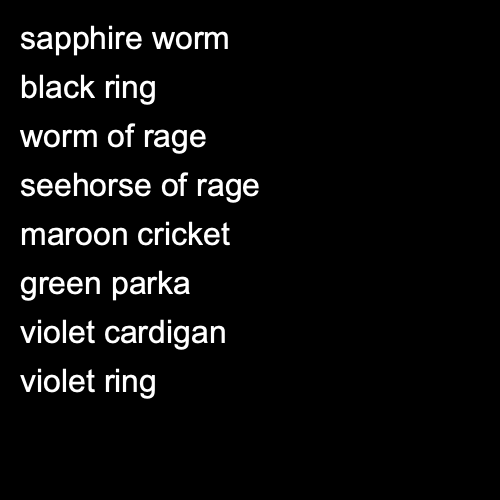 sapphire worm
black ring
worm of rage
seehorse of rage
maroon cricket
green parka
violet cardigan
violet ring